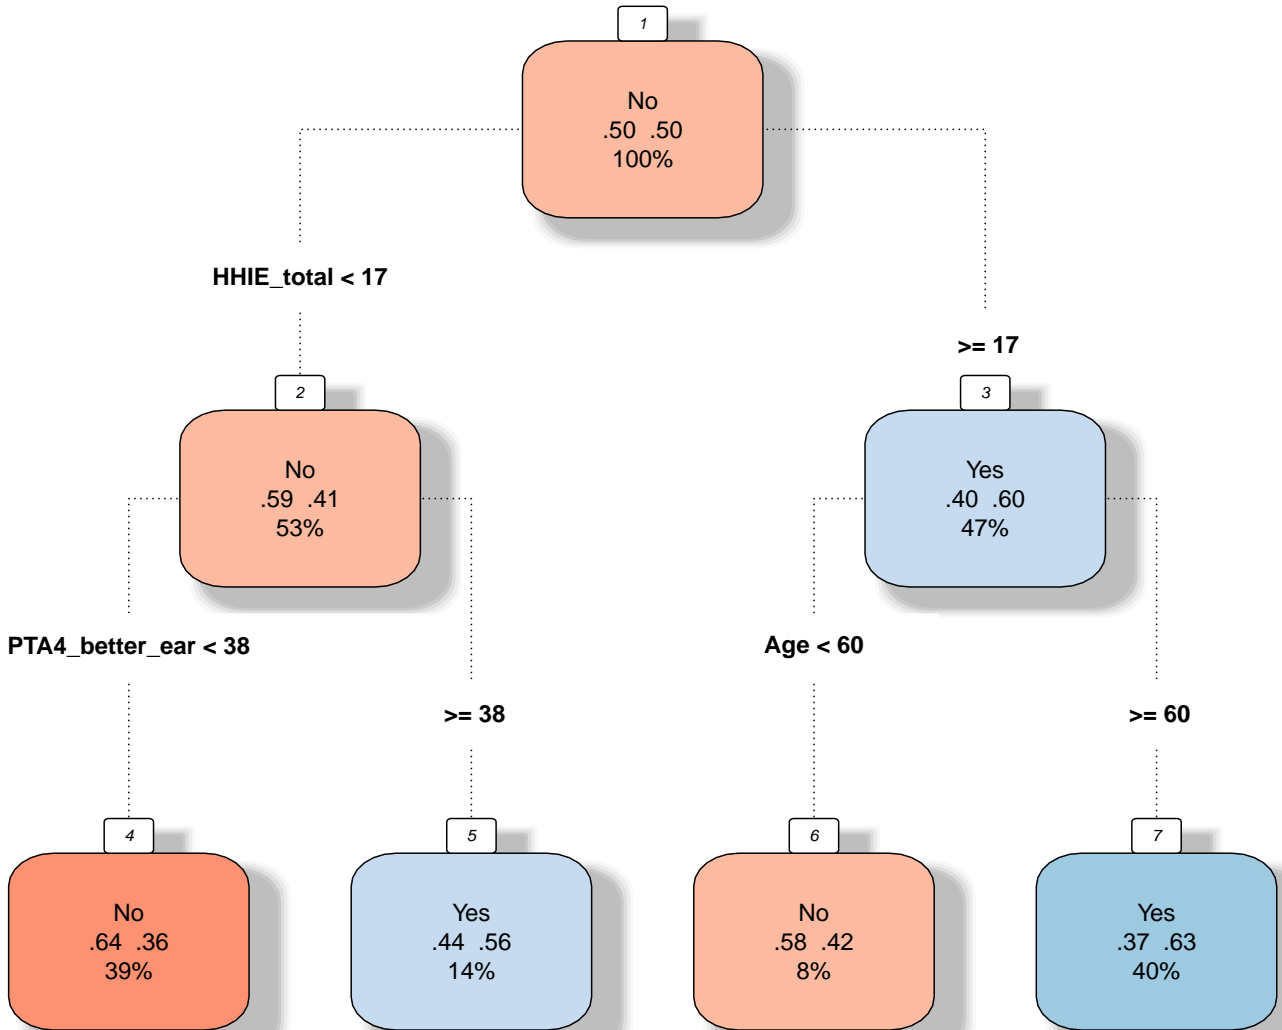 1
No
.50 .50
100%
HHIE_total < 17
>= 17
2
No
.59 .41
53%
3
Yes
.40 .60
47%
PTA4_better_ear < 38
>= 38
Age < 60
>= 60
4
No
.64 .36
39%
5
Yes
.44 .56
14%
6
No
.58 .42
8%
7
Yes
.37 .63
40%